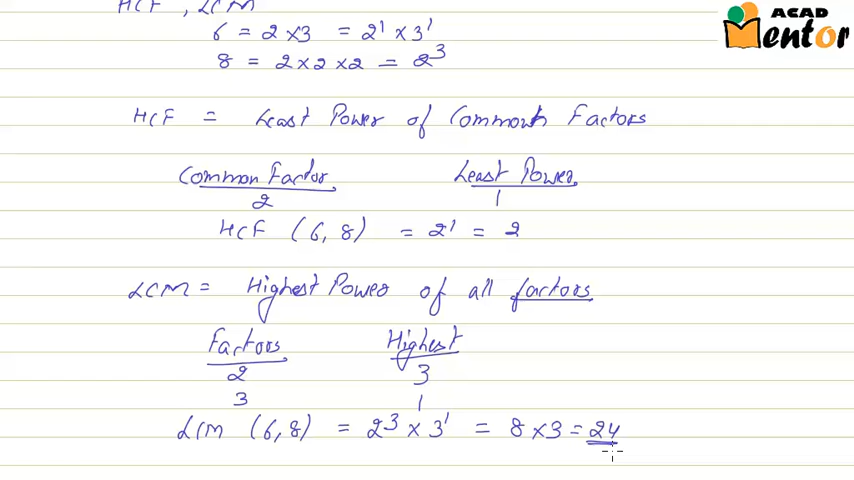 HCF, LCM
6 = 2 × 3 = 2¹ × 3¹
8 = 2 × 2 × 2 = 2³
ACAD
Mentor
HCF = Least Power of Common Factors
Common Factor Least Power
2 1
HCF (6, 8) = 2¹ = 2
LCM = Highest Power of all factors
Factors Highest
2 3
3 1
LCM (6, 8) = 2³ × 3¹ = 8 × 3 = 24